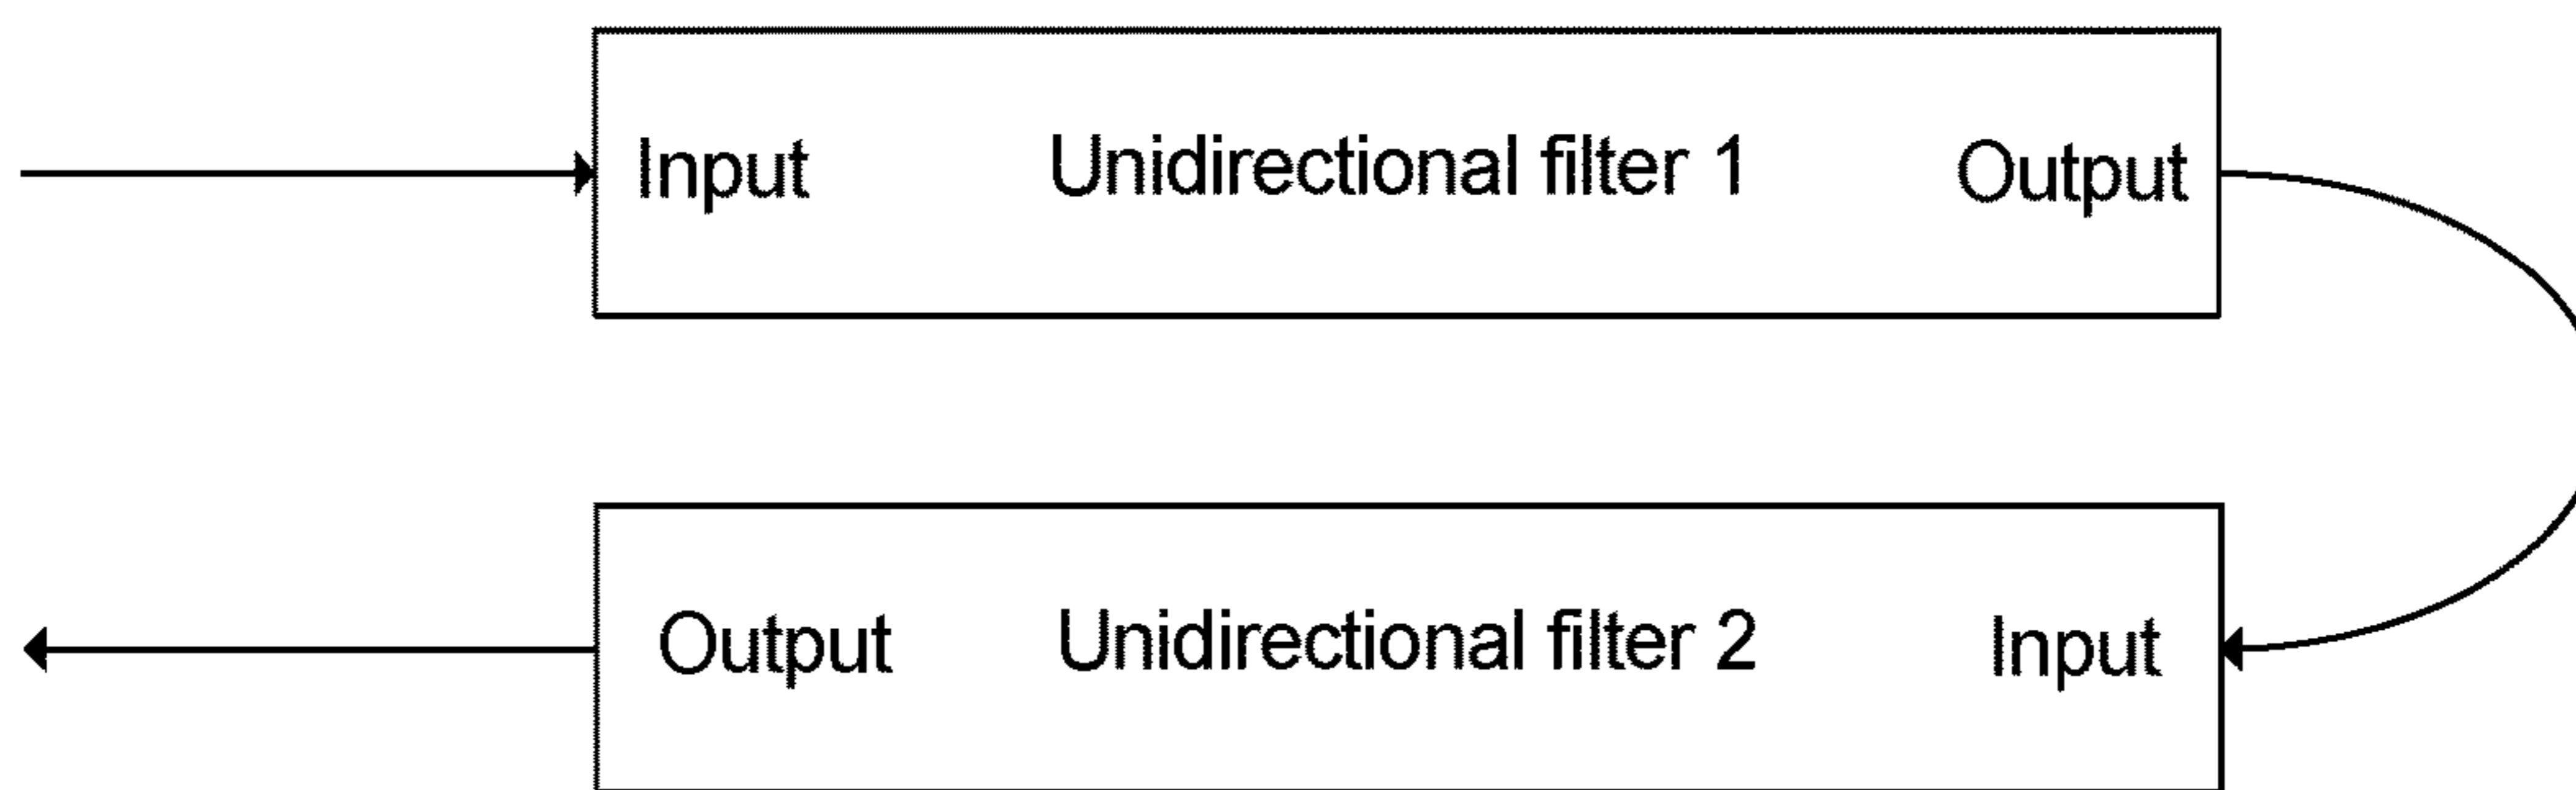 Input Unidirectional filter 1 Output
Output Unidirectional filter 2 Input